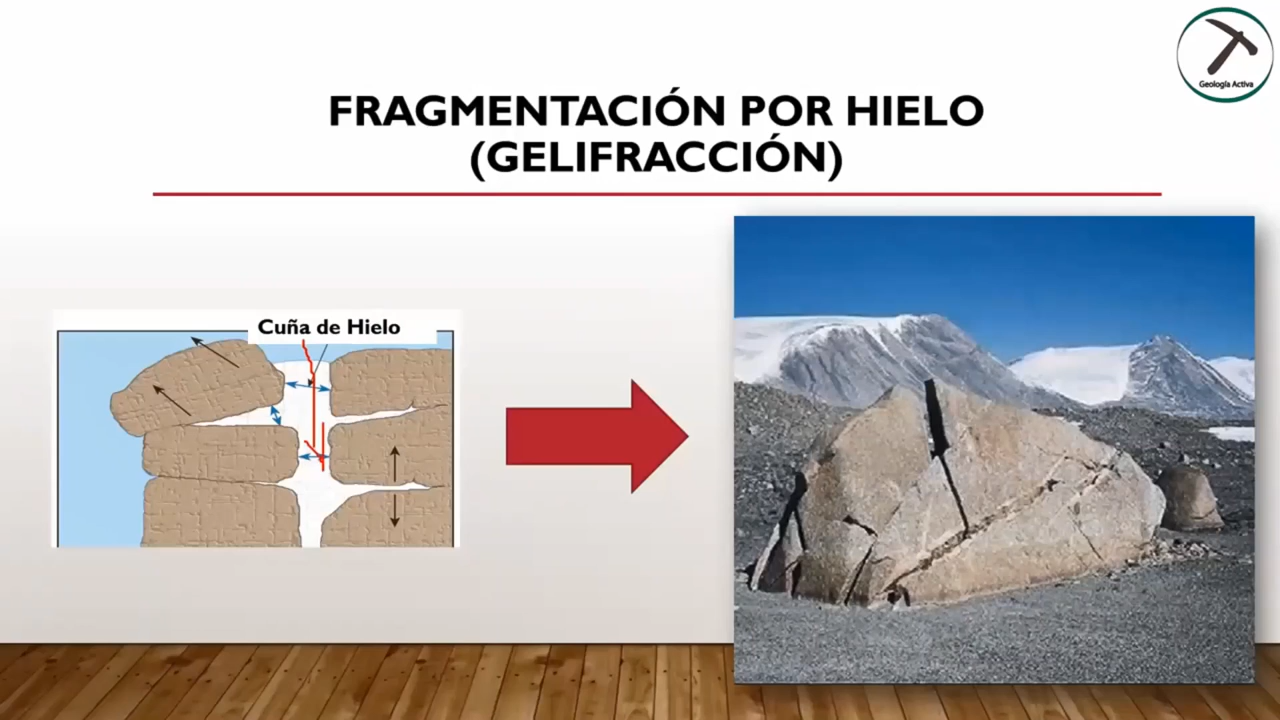 Geología Activa
FRAGMENTACIÓN POR HIELO
(GELIFRACCIÓN)
Cuña de Hielo